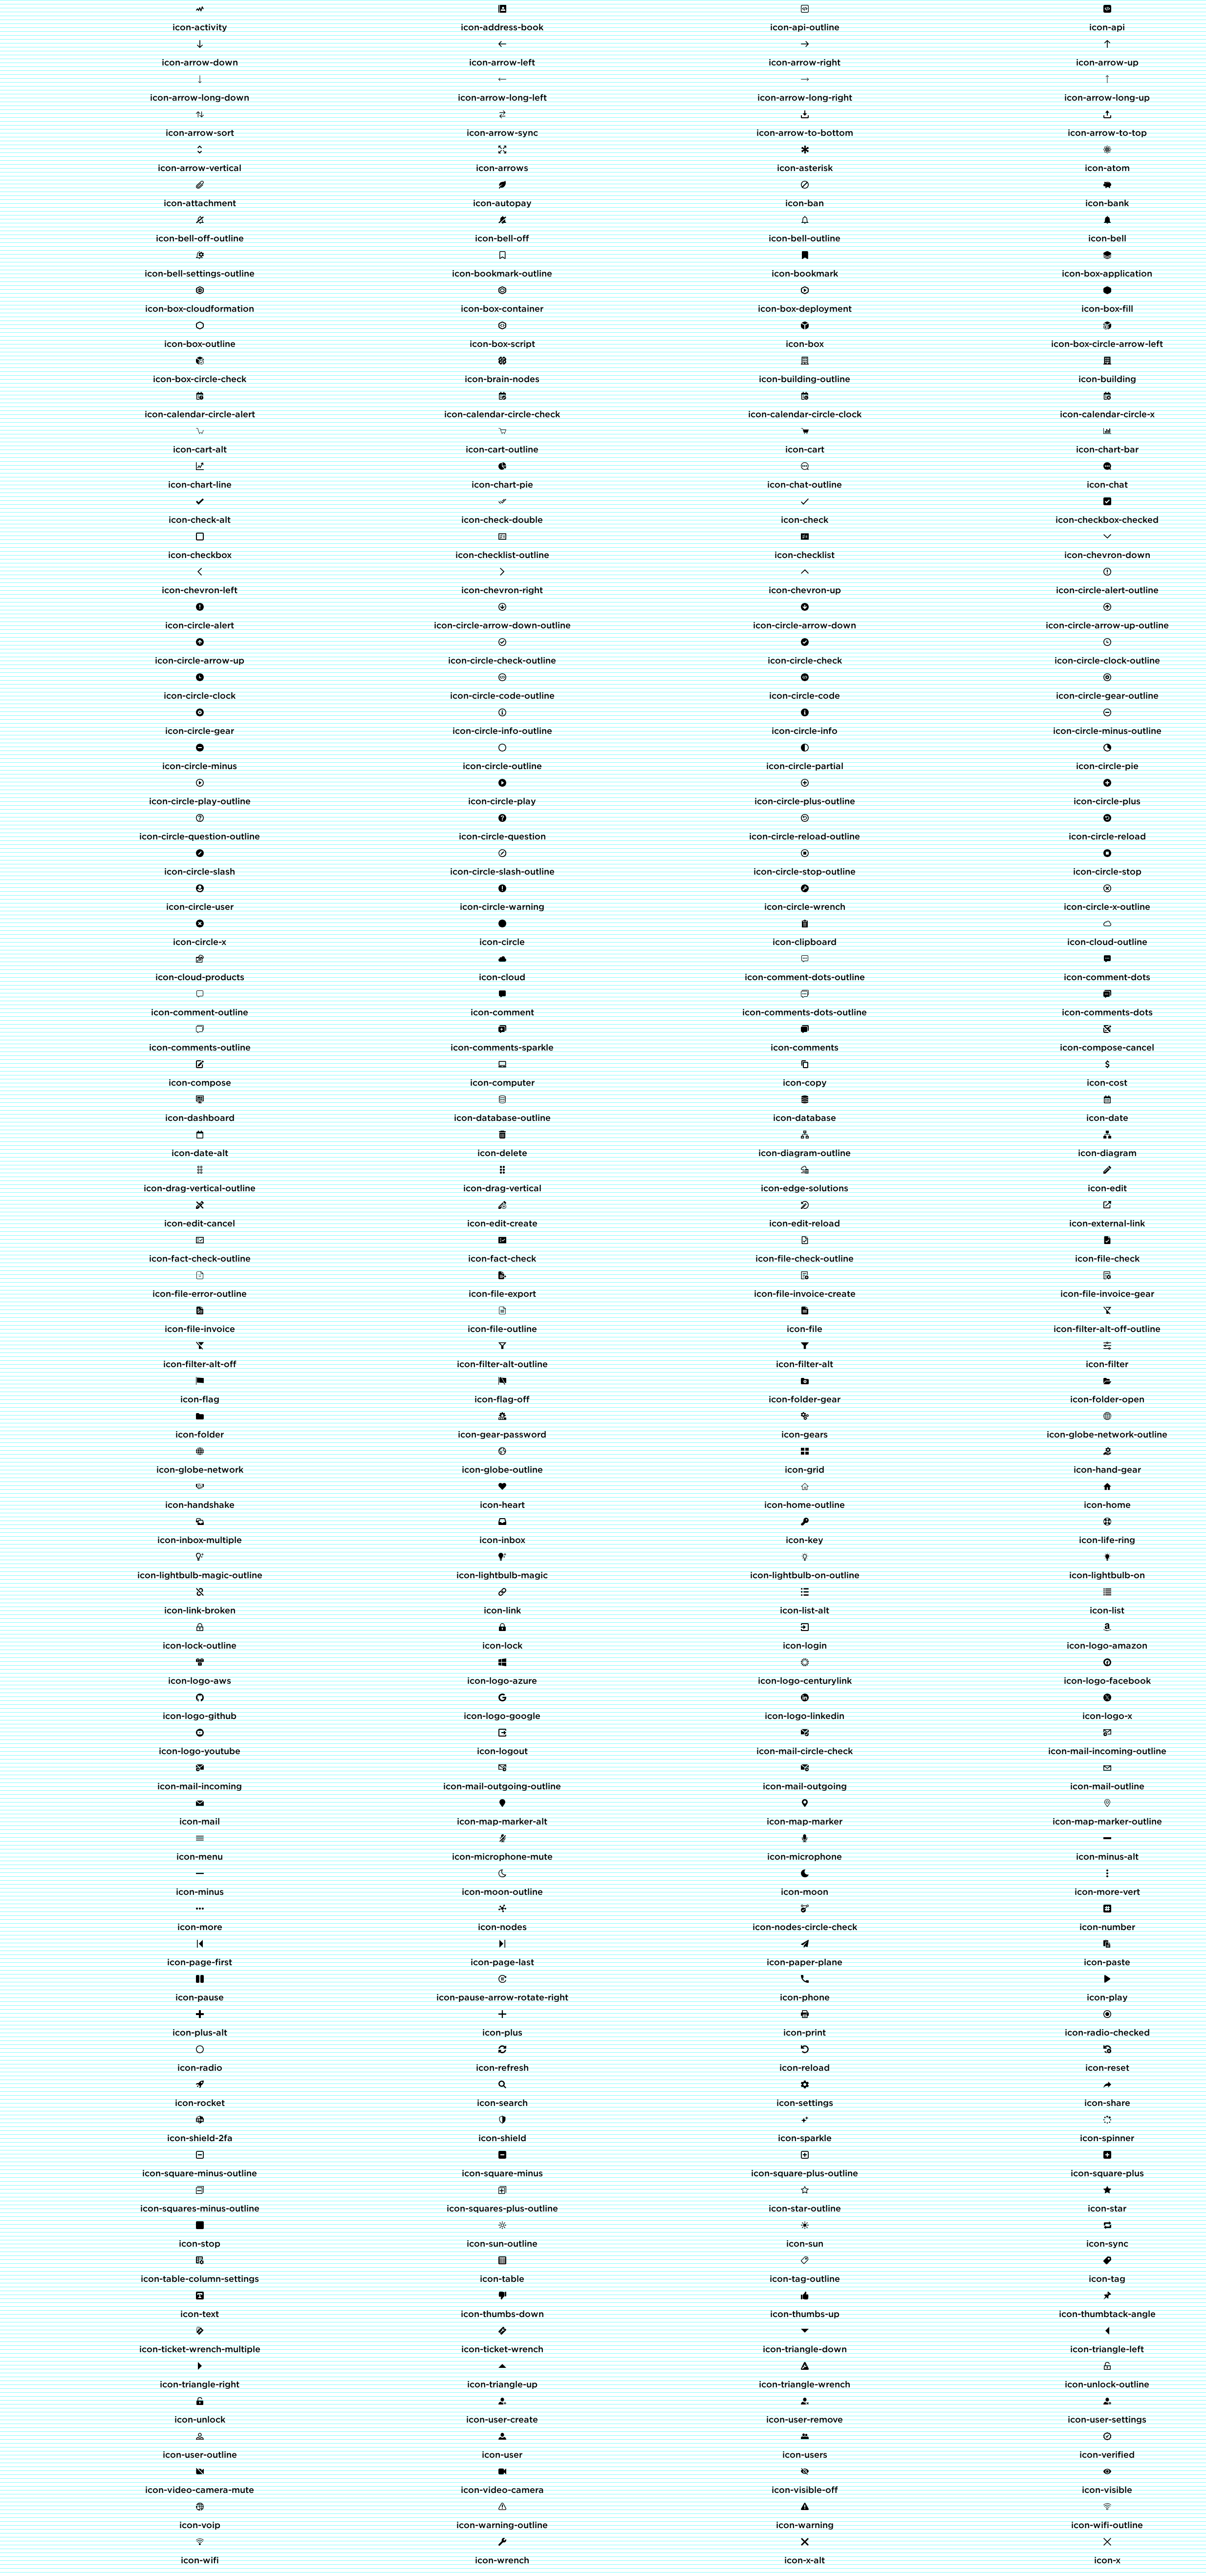 icon-activity icon-address-book icon-api-outline icon-api
icon-arrow-down icon-arrow-left icon-arrow-right icon-arrow-up
icon-arrow-long-down icon-arrow-long-left icon-arrow-long-right icon-arrow-long-up
icon-arrow-sort icon-arrow-sync icon-arrow-to-bottom icon-arrow-to-top
icon-arrow-vertical icon-arrows icon-asterisk icon-atom
icon-attachment icon-autopay icon-ban icon-bank
icon-bell-off-outline icon-bell-off icon-bell-outline icon-bell
icon-bell-settings-outline icon-bookmark-outline icon-bookmark icon-box-application
icon-box-cloudformation icon-box-container icon-box-deployment icon-box-fill
icon-box-outline icon-box-script icon-box icon-box-circle-arrow-left
icon-box-circle-check icon-brain-nodes icon-building-outline icon-building
icon-calendar-circle-alert icon-calendar-circle-check icon-calendar-circle-clock icon-calendar-circle-x
icon-cart-alt icon-cart-outline icon-cart icon-chart-bar
icon-chart-line icon-chart-pie icon-chat-outline icon-chat
icon-check-alt icon-check-double icon-check icon-checkbox-checked
icon-checkbox icon-checklist-outline icon-checklist icon-chevron-down
icon-chevron-left icon-chevron-right icon-chevron-up icon-circle-alert-outline
icon-circle-alert icon-circle-arrow-down-outline icon-circle-arrow-down icon-circle-arrow-up-outline
icon-circle-arrow-up icon-circle-check-outline icon-circle-check icon-circle-clock-outline
icon-circle-clock icon-circle-code-outline icon-circle-code icon-circle-gear-outline
icon-circle-gear icon-circle-info-outline icon-circle-info icon-circle-minus-outline
icon-circle-minus icon-circle-outline icon-circle-partial icon-circle-pie
icon-circle-play-outline icon-circle-play icon-circle-plus-outline icon-circle-plus
icon-circle-question-outline icon-circle-question icon-circle-reload-outline icon-circle-reload
icon-circle-slash icon-circle-slash-outline icon-circle-stop-outline icon-circle-stop
icon-circle-user icon-circle-warning icon-circle-wrench icon-circle-x-outline
icon-circle-x icon-circle icon-clipboard icon-cloud-outline
icon-cloud-products icon-cloud icon-comment-dots-outline icon-comment-dots
icon-comment-outline icon-comment icon-comments-dots-outline icon-comments-dots
icon-comments-outline icon-comments-sparkle icon-comments icon-compose-cancel
icon-compose icon-computer icon-copy icon-cost
icon-dashboard icon-database-outline icon-database icon-date
icon-date-alt icon-delete icon-diagram-outline icon-diagram
icon-drag-vertical-outline icon-drag-vertical icon-edge-solutions icon-edit
icon-edit-cancel icon-edit-create icon-edit-reload icon-external-link
icon-fact-check-outline icon-fact-check icon-file-check-outline icon-file-check
icon-file-error-outline icon-file-export icon-file-invoice-create icon-file-invoice-gear
icon-file-invoice icon-file-outline icon-file icon-filter-alt-off-outline
icon-filter-alt-off icon-filter-alt-outline icon-filter-alt icon-filter
icon-flag icon-flag-off icon-folder-gear icon-folder-open
icon-folder icon-gear-password icon-gears icon-globe-network-outline
icon-globe-network icon-globe-outline icon-grid icon-hand-gear
icon-handshake icon-heart icon-home-outline icon-home
icon-inbox-multiple icon-inbox icon-key icon-life-ring
icon-lightbulb-magic-outline icon-lightbulb-magic icon-lightbulb-on-outline icon-lightbulb-on
icon-link-broken icon-link icon-list-alt icon-list
icon-lock-outline icon-lock icon-login icon-logo-amazon
icon-logo-aws icon-logo-azure icon-logo-centurylink icon-logo-facebook
icon-logo-github icon-logo-google icon-logo-linkedin icon-logo-x
icon-logo-youtube icon-logout icon-mail-circle-check icon-mail-incoming-outline
icon-mail-incoming icon-mail-outgoing-outline icon-mail-outgoing icon-mail-outline
icon-mail icon-map-marker-alt icon-map-marker icon-map-marker-outline
icon-menu icon-microphone-mute icon-microphone icon-minus-alt
icon-minus icon-moon-outline icon-moon icon-more-vert
icon-more icon-nodes icon-nodes-circle-check icon-number
icon-page-first icon-page-last icon-paper-plane icon-paste
icon-pause icon-pause-arrow-rotate-right icon-phone icon-play
icon-plus-alt icon-plus icon-print icon-radio-checked
icon-radio icon-refresh icon-reload icon-reset
icon-rocket icon-search icon-settings icon-share
icon-shield-2fa icon-shield icon-sparkle icon-spinner
icon-square-minus-outline icon-square-minus icon-square-plus-outline icon-square-plus
icon-squares-minus-outline icon-squares-plus-outline icon-star-outline icon-star
icon-stop icon-sun-outline icon-sun icon-sync
icon-table-column-settings icon-table icon-tag-outline icon-tag
icon-text icon-thumbs-down icon-thumbs-up icon-thumbtack-angle
icon-ticket-wrench-multiple icon-ticket-wrench icon-triangle-down icon-triangle-left
icon-triangle-right icon-triangle-up icon-triangle-wrench icon-unlock-outline
icon-unlock icon-user-create icon-user-remove icon-user-settings
icon-user-outline icon-user icon-users icon-verified
icon-video-camera-mute icon-video-camera icon-visible-off icon-visible
icon-voip icon-warning-outline icon-warning icon-wifi-outline
icon-wifi icon-wrench icon-x-alt icon-x